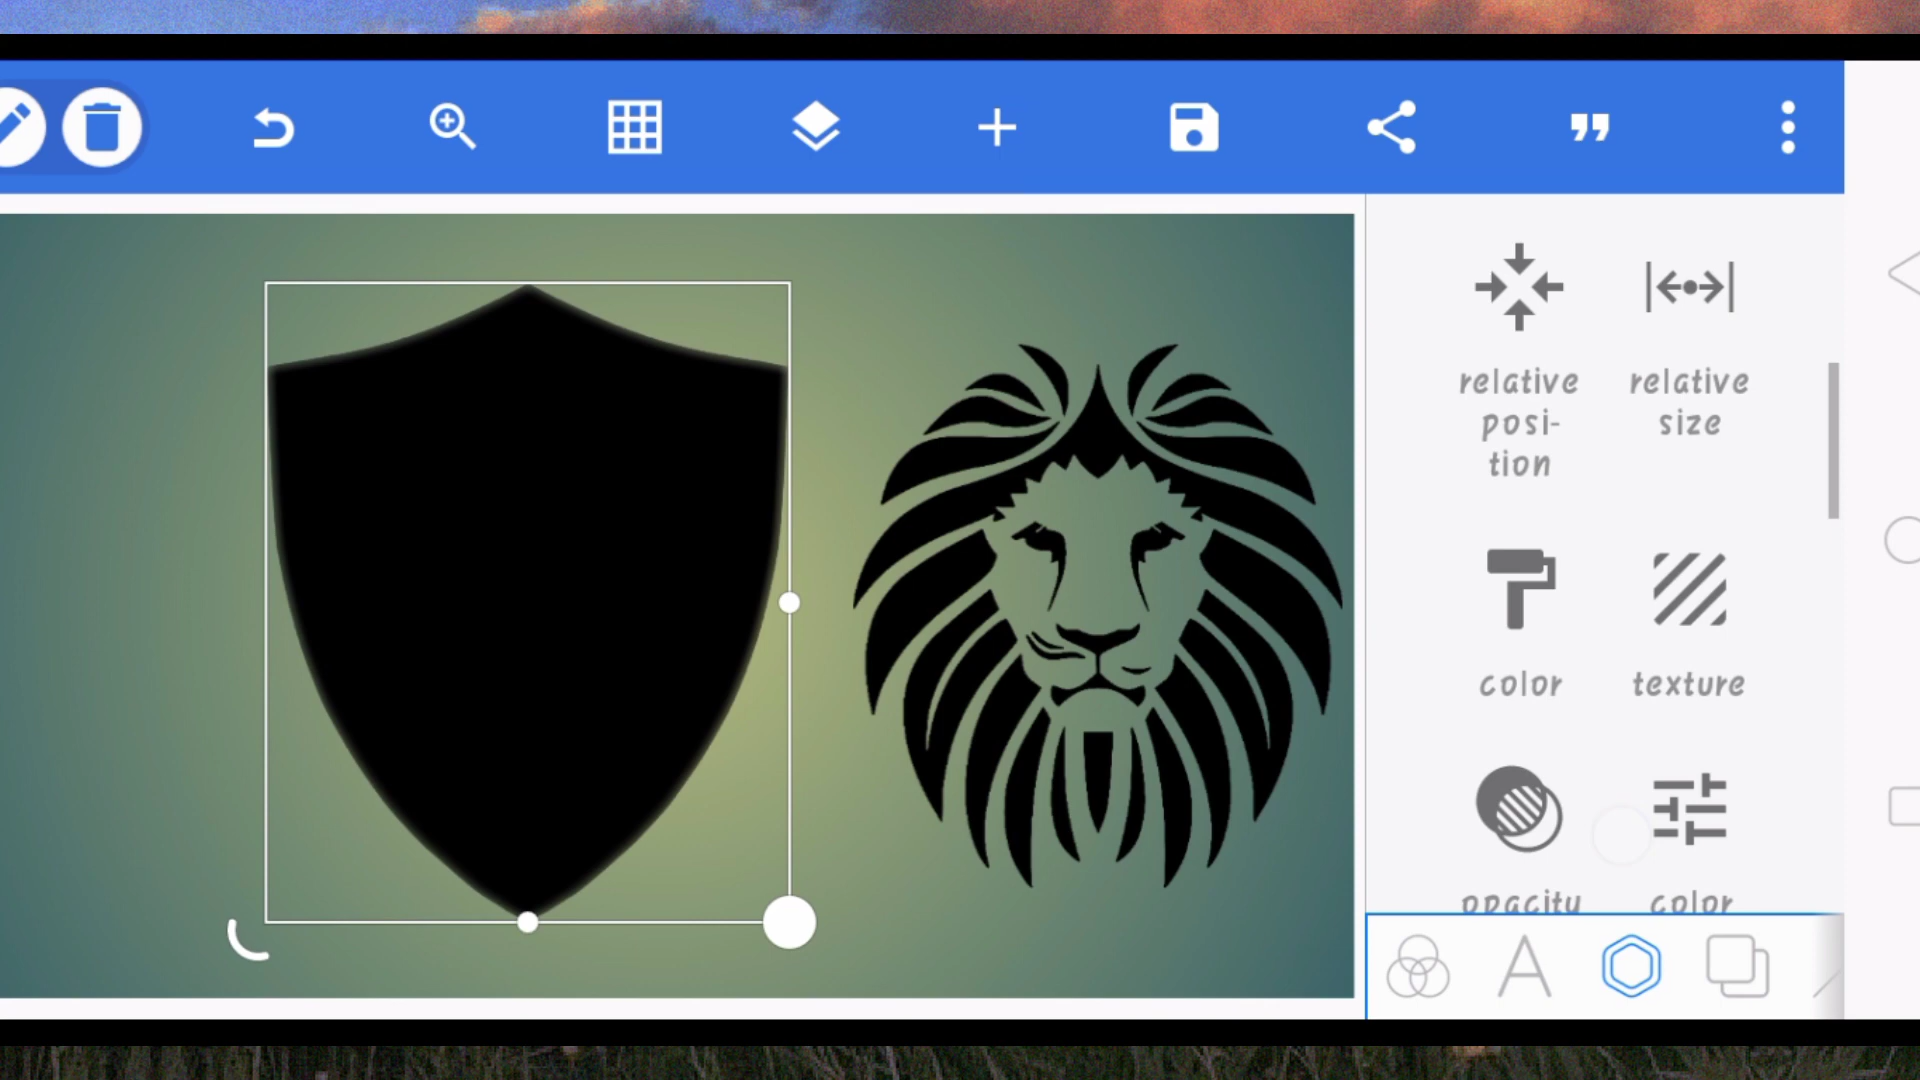 relative
posi-
tion
relative
size
color
texture
opacity
color